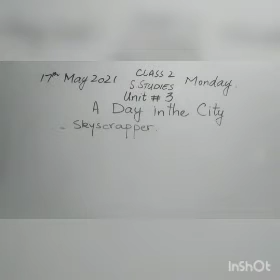 17th May 2021 CLASS 2 Monday.
S STUDIES
Unit # 3
A Day In the City
- Skyscrapper.
InShOt